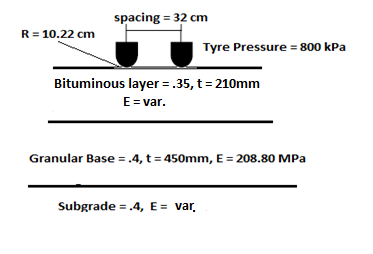 spacing = 32 cm
R = 10.22 cm
Tyre Pressure = 800 kPa
Bituminous layer = .35, t = 210mm
E = var.
Granular Base = .4, t = 450mm, E = 208.80 MPa
Subgrade = .4, E = var.